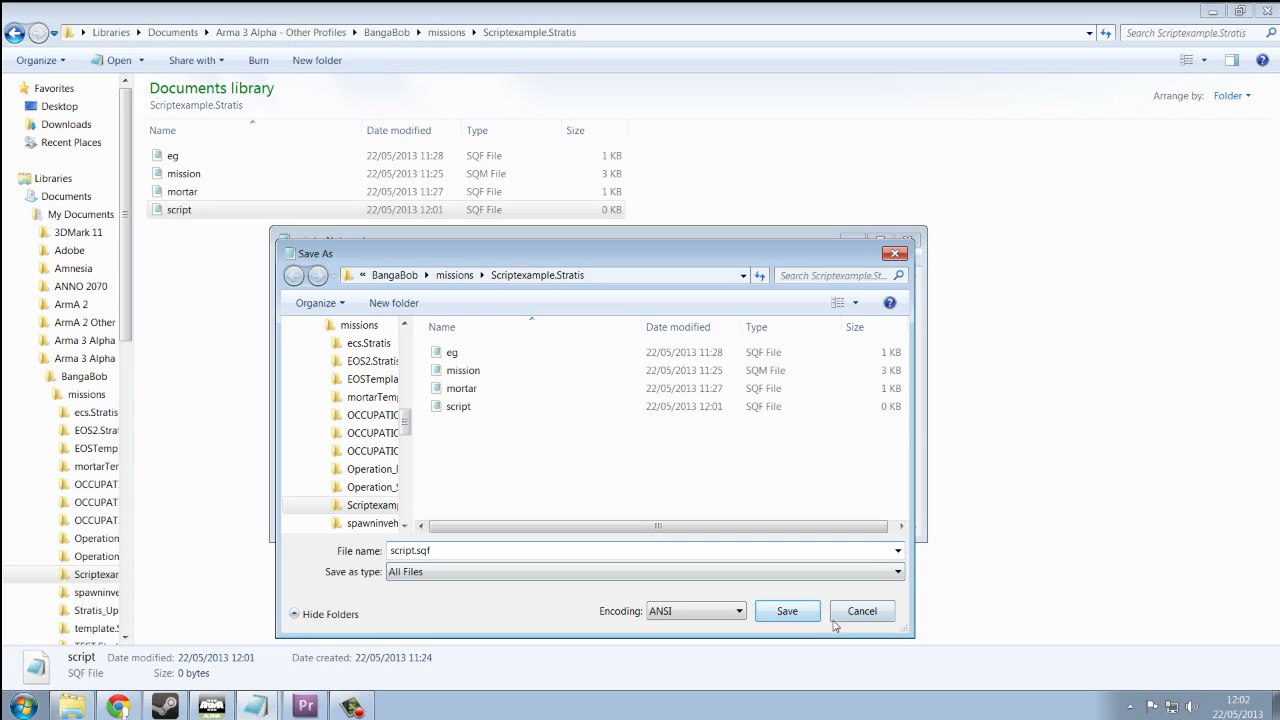 Libraries Documents Arma 3 Alpha - Other Profiles BangaBob missions Scriptexample.Stratis
Search Scriptexample.Stratis
Organize Open Share with Burn New folder
Favorites
Desktop
Downloads
Recent Places
Libraries
Documents
My Documents
3DMark 11
Adobe
Amnesia
ANNO 2070
ArmA 2
ArmA 2 Other
Arma 3 Alpha
Arma 3 Alpha
BangaBob
missions
ecs.Stratis
EOS2.Strat
EOSTemp
mortarTer
OCCUPAT
OCCUPAT
OCCUPAT
Operation
Operation
Scriptexar
spawninve
Stratis_Up
template.S
Documents library
Scriptexample.Stratis
Arrange by: Folder
Name Date modified Type Size
eg 22/05/2013 11:28 SQF File 1 KB
mission 22/05/2013 11:25 SQM File 3 KB
mortar 22/05/2013 11:27 SQF File 1 KB
script 22/05/2013 12:01 SQF File 0 KB
Save As
« BangaBob missions Scriptexample.Stratis
Search Scriptexample.St...
Organize New folder
missions
ecs.Stratis
EOS2.Stratis
EOSTempla
mortarTemp
OCCUPATIO
OCCUPATIO
OCCUPATIO
Operation_
Operation_S
Scriptexamp
spawninveh
Name Date modified Type Size
eg 22/05/2013 11:28 SQF File 1 KB
mission 22/05/2013 11:25 SQM File 3 KB
mortar 22/05/2013 11:27 SQF File 1 KB
script 22/05/2013 12:01 SQF File 0 KB
File name: script.sqf
Save as type: All Files
Hide Folders
Encoding: ANSI Save Cancel
script Date modified: 22/05/2013 12:01 Date created: 22/05/2013 11:24
SQF File Size: 0 bytes
ARMA
Pr
12:02
22/05/2013